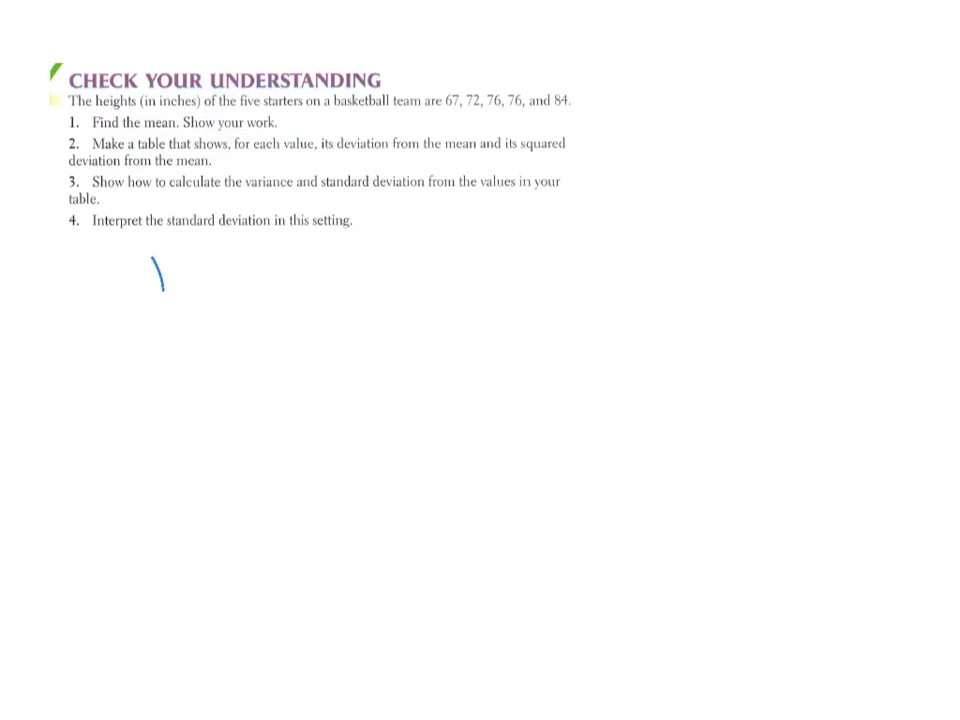 CHECK YOUR UNDERSTANDING
The heights (in inches) of the five starters on a basketball team are 67, 72, 76, 76, and 84.
1. Find the mean. Show your work.
2. Make a table that shows, for each value, its deviation from the mean and its squared
deviation from the mean.
3. Show how to calculate the variance and standard deviation from the values in your
table.
4. Interpret the standard deviation in this setting.